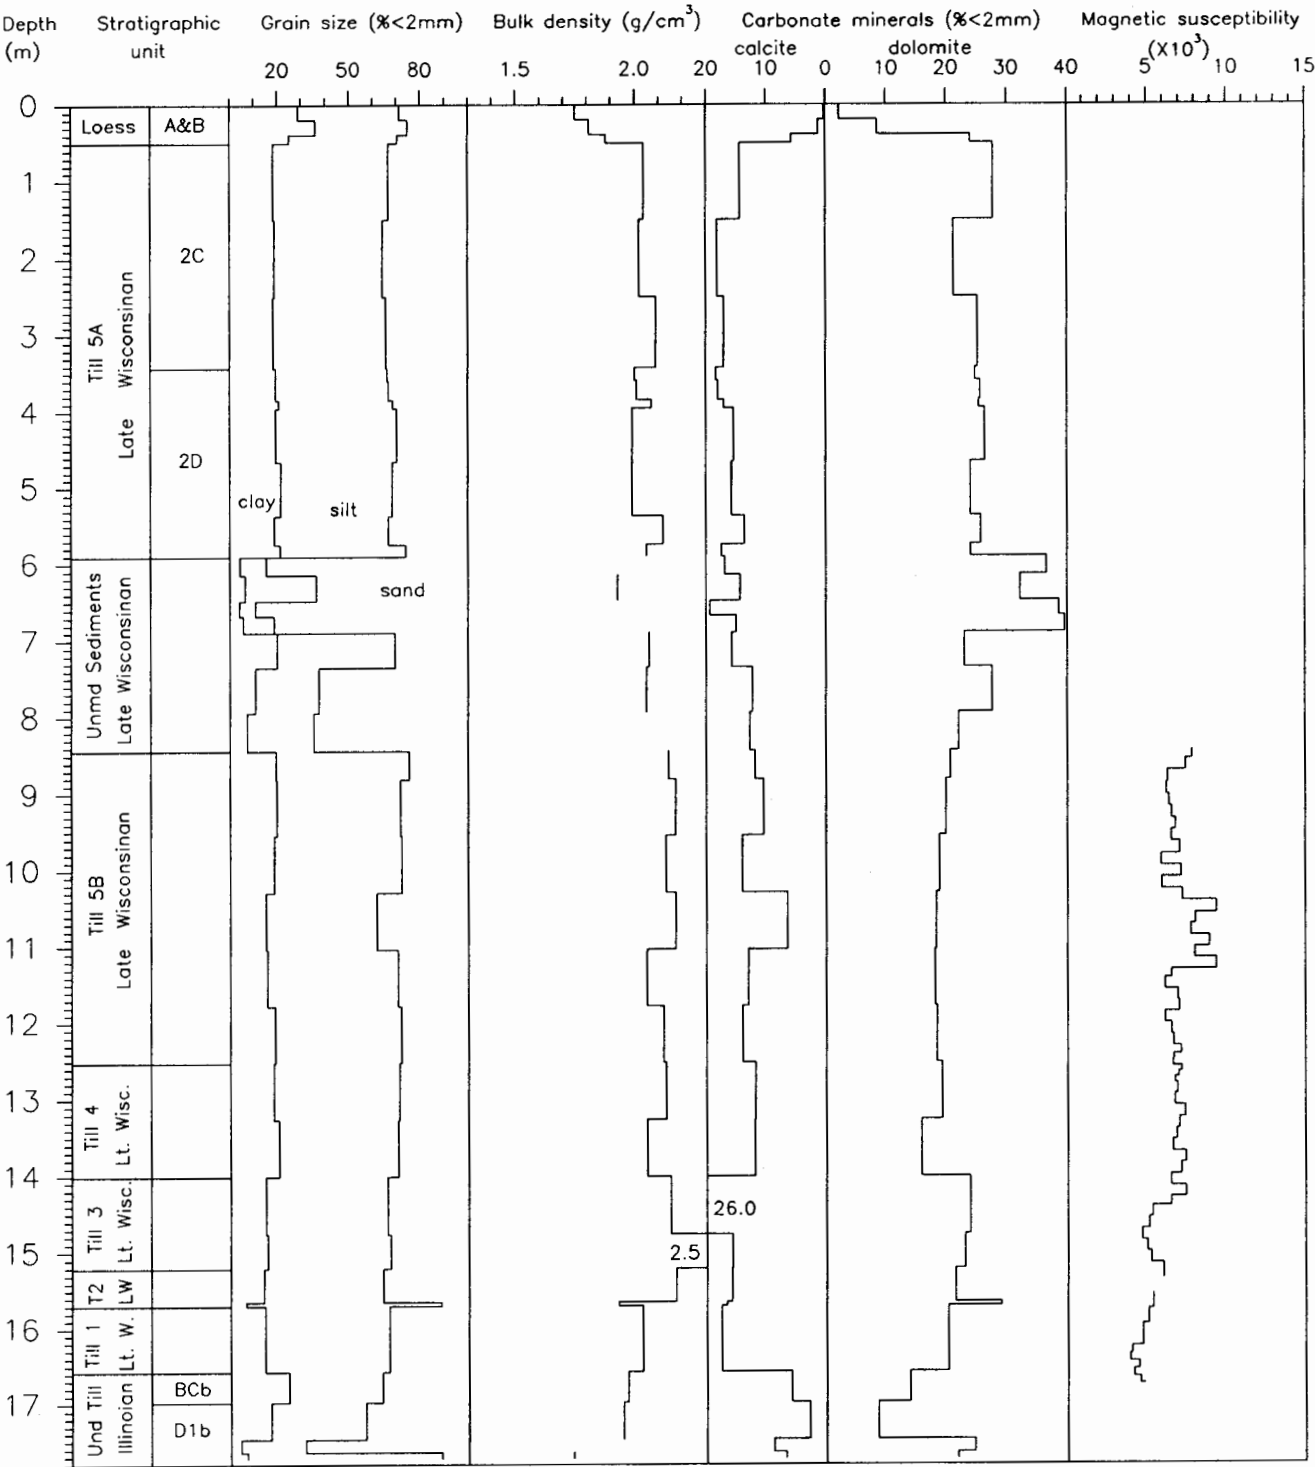 Depth Stratigraphic Grain size (%<2mm) Bulk density (g/cm³) Carbonate minerals (%<2mm) Magnetic susceptibility
(m) unit calcite dolomite (X10³)
20 50 80 1.5 2.0 20 10 0 10 20 30 40 5 10 15
0
Loess A&B
1
2 2C
3
Till 5A Late Wisconsinan
4
2D
5
clay silt
6
sand
Unmd Sediments Late Wisconsinan
7
8
9
10
Till 5B Late Wisconsinan
11
12
13
Till 4 Lt. Wisc.
14
Till 3 Lt. Wisc. 26.0
15 2.5
T2 LW
16
Till 1 Lt. W.
BCb
17
Und Till Illinoian D1b